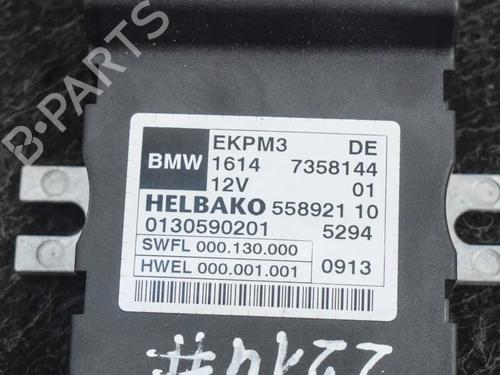 EKPM3 DE
BMW 1614 7358144
12V 01
HELBAKO 558921 10
0130590201 5294
SWFL 000.130.000
HWEL 000.001.001 0913
2214#
B-PARTS